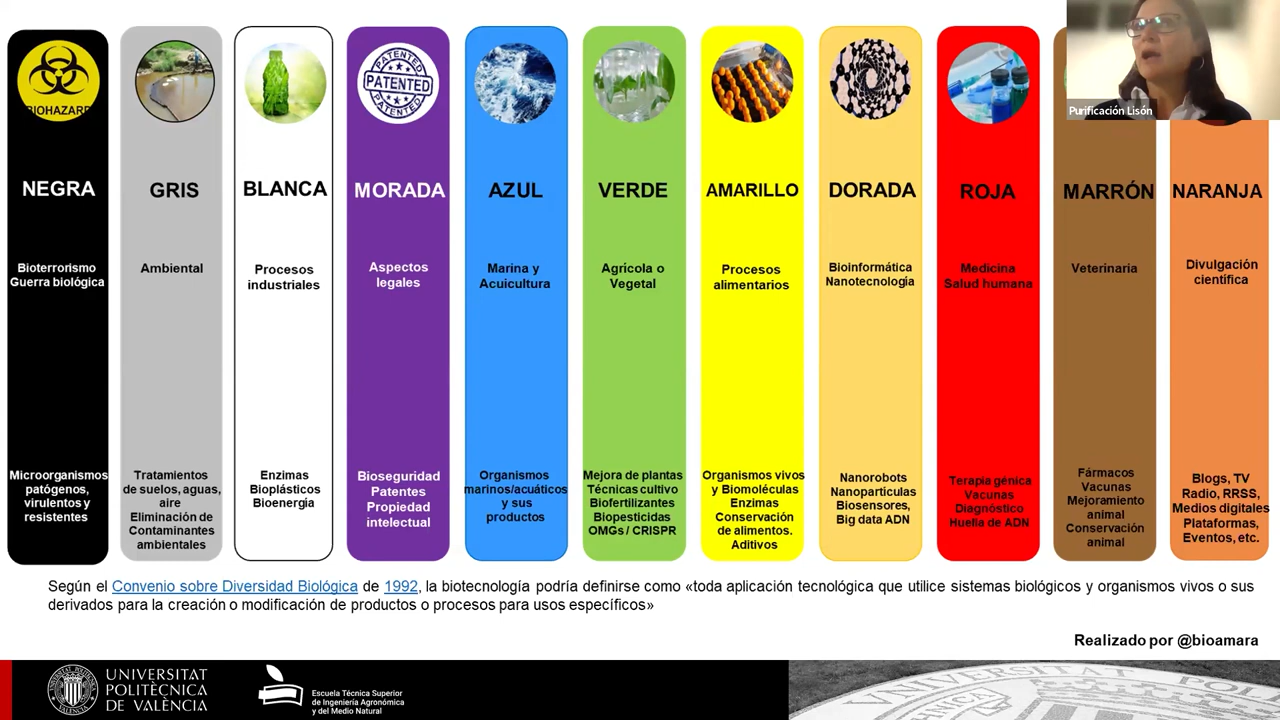 BIOHAZARD
PATENTED
PATENTED
PATENTED
Purificación Lisón
NEGRA
GRIS
BLANCA
MORADA
AZUL
VERDE
AMARILLO
DORADA
ROJA
MARRÓN
NARANJA
Bioterrorismo
Guerra biológica
Ambiental
Procesos
industriales
Aspectos
legales
Marina y
Acuicultura
Agricola o
Vegetal
Procesos
alimentarios
Bioinformática
Nanotecnología
Medicina
Salud humana
Veterinaria
Divulgación
científica
Microorganismos
patógenos,
virulentos y
resistentes
Tratamientos
de suelos, aguas,
aire
Eliminación de
Contaminantes
ambientales
Enzimas
Bioplásticos
Bioenergía
Bioseguridad
Patentes
Propiedad
intelectual
Organismos
marinos/acuáticos
y sus
productos
Mejora de plantas
Técnicas cultivo
Biofertilizantes
Biopesticidas
OMGs / CRISPR
Organismos vivos
y Biomoléculas
Enzimas
Conservación
de alimentos.
Aditivos
Nanorobots
Nanoparticulas
Biosensores,
Big data ADN
Terapia génica
Vacunas
Diagnóstico
Huella de ADN
Fármacos
Vacunas
Mejoramiento
animal
Conservación
animal
Blogs, TV
Radio, RRSS,
Medios digitales
Plataformas,
Eventos, etc.
Según el Convenio sobre Diversidad Biológica de 1992, la biotecnología podría definirse como «toda aplicación tecnológica que utilice sistemas biológicos y organismos vivos o sus
derivados para la creación o modificación de productos o procesos para usos específicos»
Realizado por @bioamara
UNIVERSITAT
POLITÈCNICA
DE VALÈNCIA
Escuela Técnica Superior
de Ingeniería Agronómica
y del Medio Natural